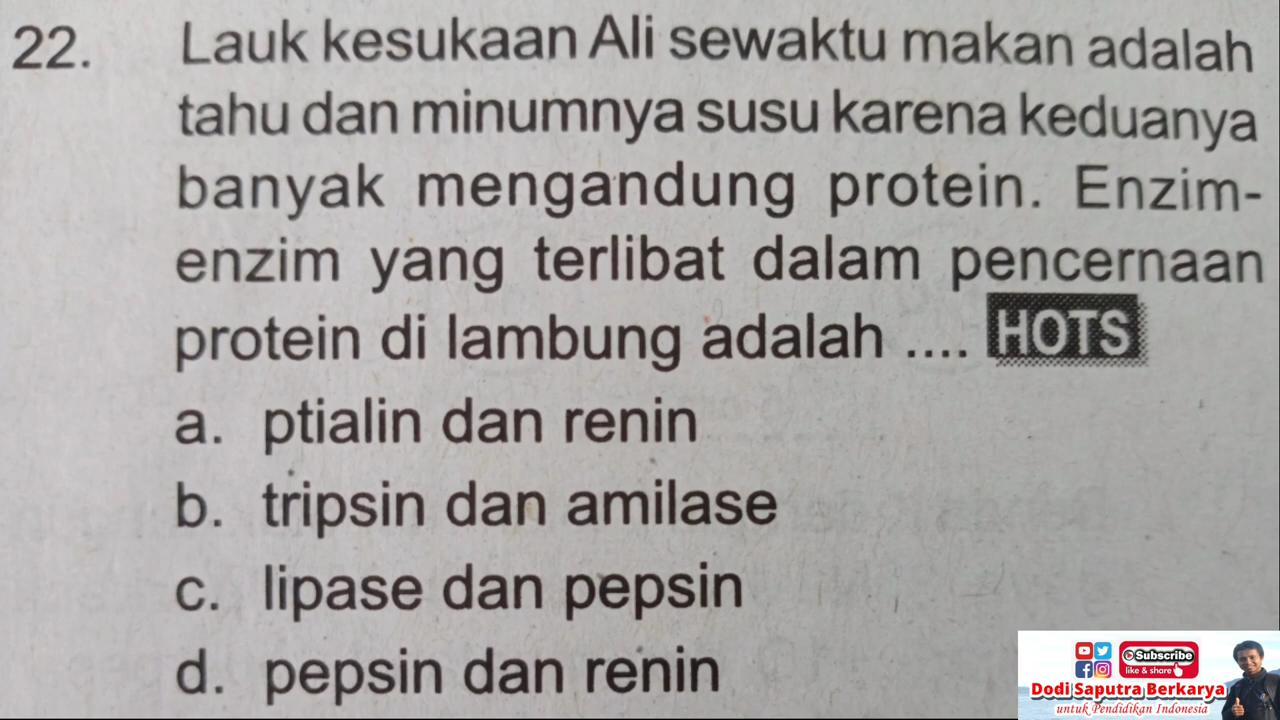 22. Lauk kesukaan Ali sewaktu makan adalah
tahu dan minumnya susu karena keduanya
banyak mengandung protein. Enzim-
enzim yang terlibat dalam pencernaan
protein di lambung adalah .... HOTS
a. ptialin dan renin
b. tripsin dan amilase
c. lipase dan pepsin
d. pepsin dan renin
Subscribe
like & share
Dodi Saputra Berkarya
untuk Pendidikan Indonesia